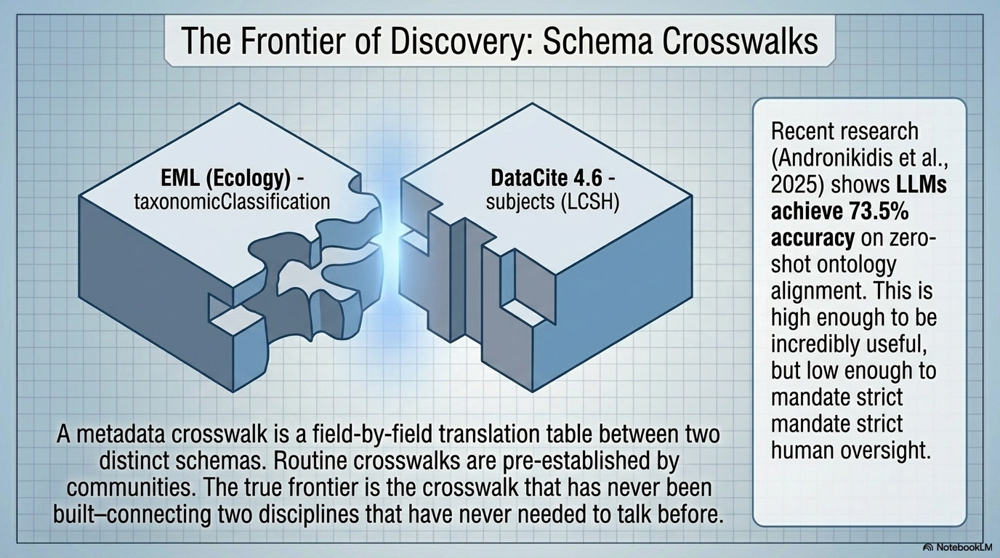 The Frontier of Discovery: Schema Crosswalks
EML (Ecology) -
taxonomicClassification
DataCite 4.6 -
subjects (LCSH)
Recent research
(Andronikidis et al.,
2025) shows LLMs
achieve 73.5%
accuracy on zero-
shot ontology
alignment. This is
high enough to be
incredibly useful,
but low enough to
mandate strict
mandate strict
human oversight.
A metadata crosswalk is a field-by-field translation table between two
distinct schemas. Routine crosswalks are pre-established by
communities. The true frontier is the crosswalk that has never been
built–connecting two disciplines that have never needed to talk before.
NotebookLM